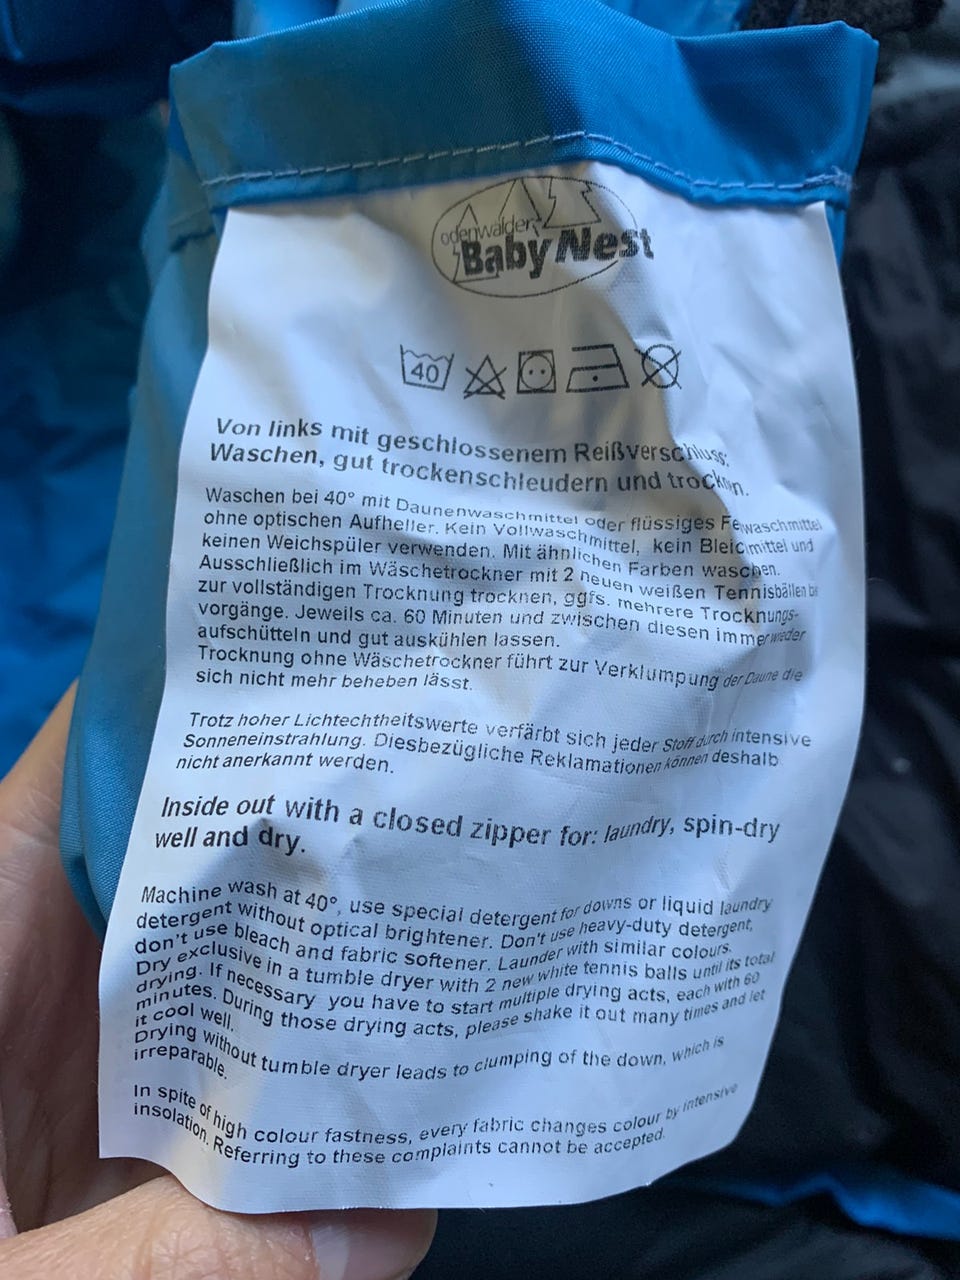 odenwälder
BabyNest
40
Von links mit geschlossenem Reißverschluss:
Waschen, gut trockenschleudern und trocknen.
Waschen bei 40° mit Daunenwaschmittel oder flüssiges Feinwaschmittel
ohne optischen Aufheller. Kein Vollwaschmittel, kein Bleichmittel und
keinen Weichspüler verwenden. Mit ähnlichen Farben waschen.
Ausschließlich im Wäschetrockner mit 2 neuen weißen Tennisbällen bis
zur vollständigen Trocknung trocknen, ggfs. mehrere Trocknungs-
vorgänge. Jeweils ca. 60 Minuten und zwischen diesen immer wieder
aufschütteln und gut auskühlen lassen.
Trocknung ohne Wäschetrockner führt zur Verklumpung der Daune die
sich nicht mehr beheben lässt.
Trotz hoher Lichtechtheitswerte verfärbt sich jeder Stoff durch intensive
Sonneneinstrahlung. Diesbezügliche Reklamationen können deshalb
nicht anerkannt werden.
Inside out with a closed zipper for: laundry, spin-dry
well and dry.
Machine wash at 40°, use special detergent for downs or liquid laundry
detergent without optical brightener. Don't use heavy-duty detergent,
don't use bleach and fabric softener. Launder with similar colours.
Dry exclusive in a tumble dryer with 2 new white tennis balls until its total
drying. If necessary you have to start multiple drying acts, each with 60
minutes. During those drying acts, please shake it out many times and let
it cool well.
Drying without tumble dryer leads to clumping of the down, which is
irreparable.
In spite of high colour fastness, every fabric changes colour by intensive
insolation. Referring to these complaints cannot be accepted.